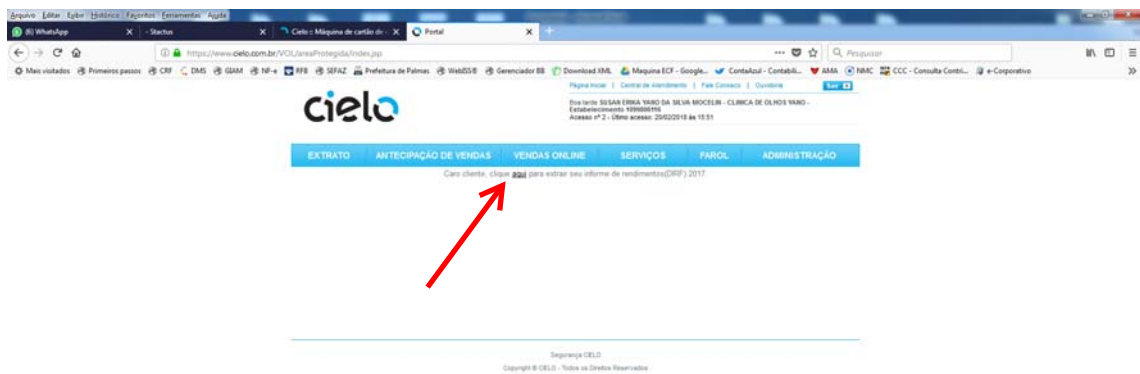 Arquivo Editar Exibir Histórico Favoritos Ferramentas Ajuda
(6) WhatsApp
- Stactus
Cielo :: Máquina de cartão de
Portal
https://www.cielo.com.br/VOL/areaProtegida/index.jsp
Pesquisar
Mais visitados Primeiros passos CRF DMS GIAM NF-e RFB SEFAZ Prefeitura de Palmas WebISS® Gerenciador BB Download XML Maquina ECF - Google... ContaAzul - Contabili... AMA NMC CCC - Consulta Contri... e-Corporativo
Página Inicial | Central de Atendimento | Fale Conosco | Ouvidoria Sair
cielo
Boa tarde SUSAN ERIKA YANO DA SILVA MOCELIN - CLINICA DE OLHOS YANO -
Estabelecimento
Acesso nº 2 - Último acesso: 20/02/2018 às 15:51
EXTRATO ANTECIPAÇÃO DE VENDAS VENDAS ONLINE SERVIÇOS FAROL ADMINISTRAÇÃO
Caro cliente, clique aqui para extrair seu informe de rendimentos(DIRF) 2017.
Segurança CIELO
Copyright © CIELO - Todos os Direitos Reservados